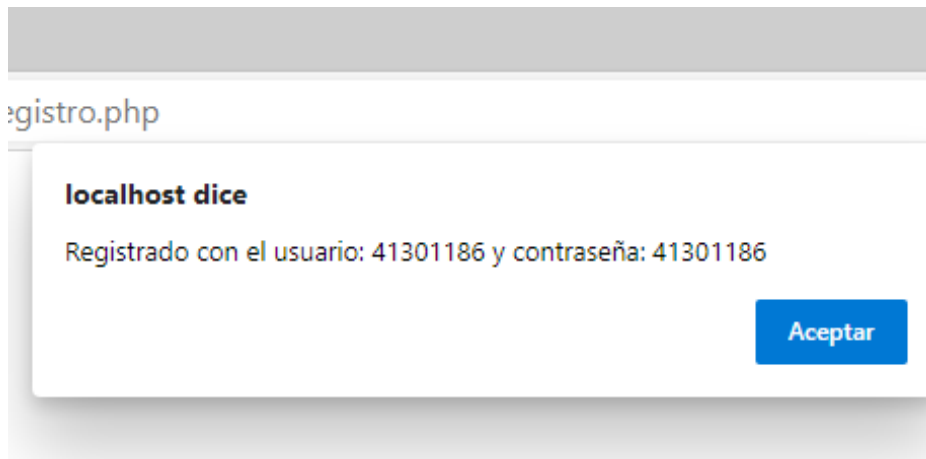 egistro.php
localhost dice
Registrado con el usuario: 41301186 y contraseña: 41301186
Aceptar